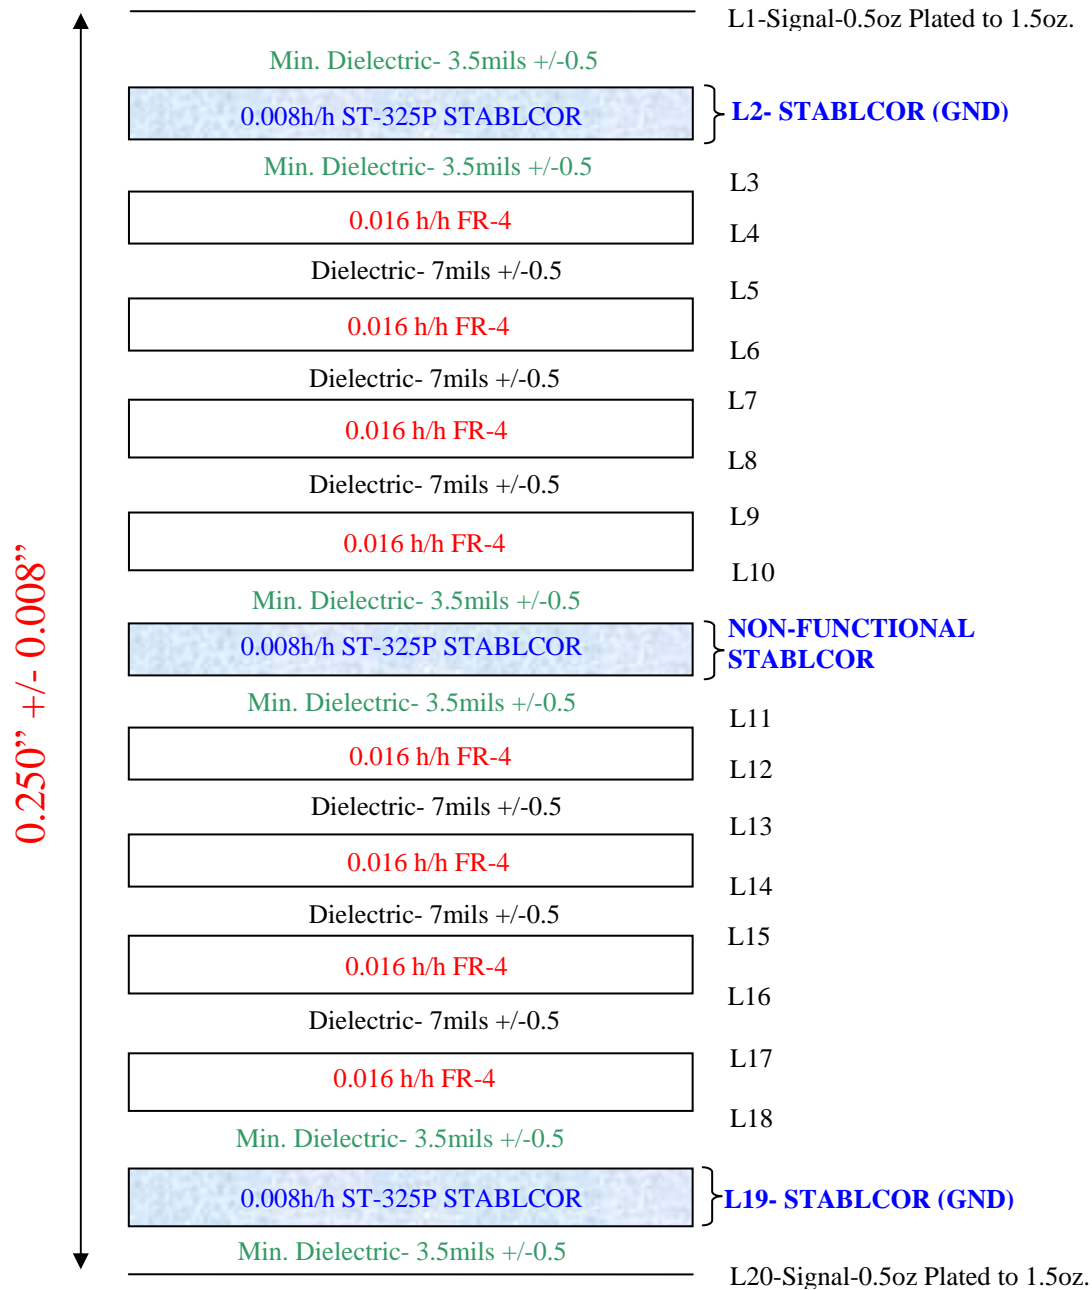 L1-Signal-0.5oz Plated to 1.5oz.
Min. Dielectric- 3.5mils +/-0.5
0.008h/h ST-325P STABLCOR
L2- STABLCOR (GND)
Min. Dielectric- 3.5mils +/-0.5
L3
0.016 h/h FR-4
L4
Dielectric- 7mils +/-0.5
L5
0.016 h/h FR-4
L6
Dielectric- 7mils +/-0.5
L7
0.016 h/h FR-4
L8
Dielectric- 7mils +/-0.5
L9
0.016 h/h FR-4
L10
Min. Dielectric- 3.5mils +/-0.5
0.008h/h ST-325P STABLCOR
NON-FUNCTIONAL
STABLCOR
0.250” +/- 0.008”
Min. Dielectric- 3.5mils +/-0.5
L11
0.016 h/h FR-4
L12
Dielectric- 7mils +/-0.5
L13
0.016 h/h FR-4
L14
Dielectric- 7mils +/-0.5
L15
0.016 h/h FR-4
L16
Dielectric- 7mils +/-0.5
L17
0.016 h/h FR-4
L18
Min. Dielectric- 3.5mils +/-0.5
0.008h/h ST-325P STABLCOR
L19- STABLCOR (GND)
Min. Dielectric- 3.5mils +/-0.5
L20-Signal-0.5oz Plated to 1.5oz.